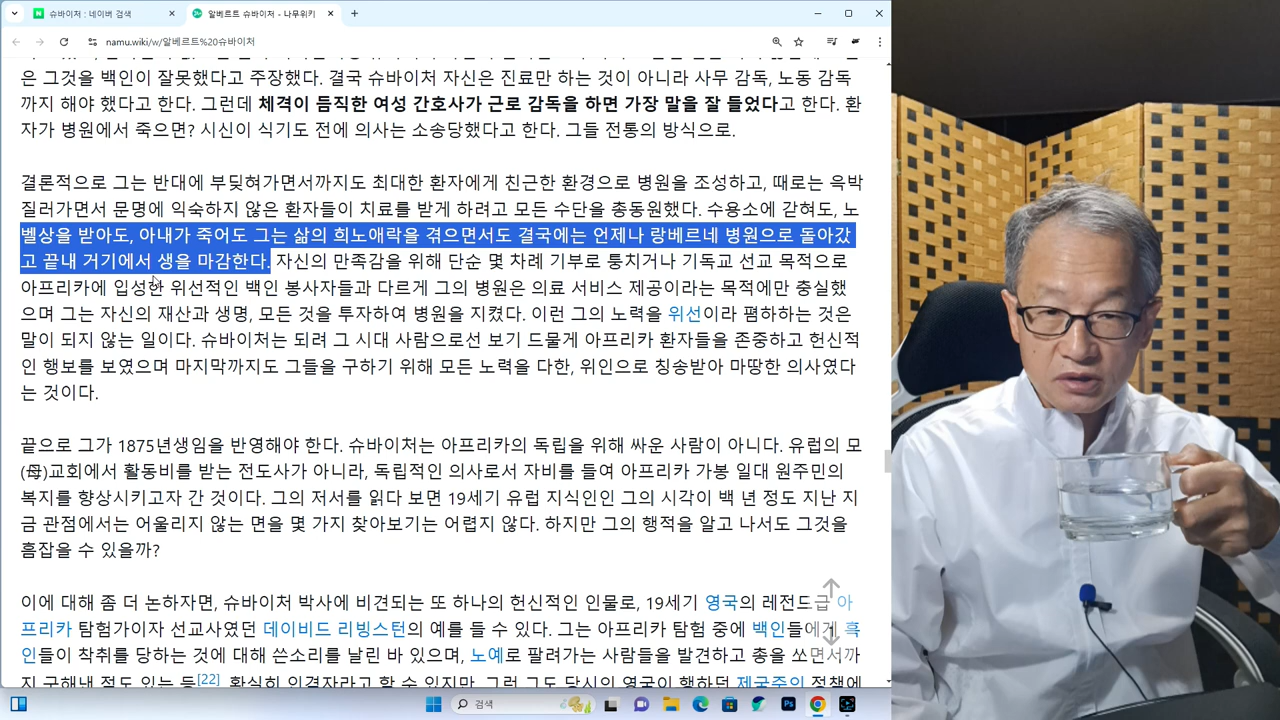 슈바이처 : 네이버 검색
알베르트 슈바이처 - 나무위키
namu.wiki/w/알베르트%20슈바이처
은 그것을 백인이 잘못했다고 주장했다. 결국 슈바이처 자신은 진료만 하는 것이 아니라 사무 감독, 노동 감독
까지 해야 했다고 한다. 그런데 체격이 듬직한 여성 간호사가 근로 감독을 하면 가장 말을 잘 들었다고 한다. 환
자가 병원에서 죽으면? 시신이 식기도 전에 의사는 소송당했다고 한다. 그들 전통의 방식으로.
결론적으로 그는 반대에 부딪혀가면서까지도 최대한 환자에게 친근한 환경으로 병원을 조성하고, 때로는 윽박
질러가면서 문명에 익숙하지 않은 환자들이 치료를 받게 하려고 모든 수단을 총동원했다. 수용소에 갇혀도, 노
벨상을 받아도, 아내가 죽어도 그는 삶의 희노애락을 겪으면서도 결국에는 언제나 랑베르네 병원으로 돌아갔
고 끝내 거기에서 생을 마감한다. 자신의 만족감을 위해 단순 몇 차례 기부로 퉁치거나 기독교 선교 목적으로
아프리카에 입성한 위선적인 백인 봉사자들과 다르게 그의 병원은 의료 서비스 제공이라는 목적에만 충실했
으며 그는 자신의 재산과 생명, 모든 것을 투자하여 병원을 지켰다. 이런 그의 노력을 위선이라 폄하하는 것은
말이 되지 않는 일이다. 슈바이처는 되려 그 시대 사람으로선 보기 드물게 아프리카 환자들을 존중하고 헌신적
인 행보를 보였으며 마지막까지도 그들을 구하기 위해 모든 노력을 다한, 위인으로 칭송받아 마땅한 의사였다
는 것이다.
끝으로 그가 1875년생임을 반영해야 한다. 슈바이처는 아프리카의 독립을 위해 싸운 사람이 아니다. 유럽의 모
(母)교회에서 활동비를 받는 전도사가 아니라, 독립적인 의사로서 자비를 들여 아프리카 가봉 일대 원주민의
복지를 향상시키고자 간 것이다. 그의 저서를 읽다 보면 19세기 유럽 지식인인 그의 시각이 백 년 정도 지난 지
금 관점에서는 어울리지 않는 면을 몇 가지 찾아보기는 어렵지 않다. 하지만 그의 행적을 알고 나서도 그것을
흠잡을 수 있을까?
이에 대해 좀 더 논하자면, 슈바이처 박사에 비견되는 또 하나의 헌신적인 인물로, 19세기 영국의 레전드급 아
프리카 탐험가이자 선교사였던 데이비드 리빙스턴의 예를 들 수 있다. 그는 아프리카 탐험 중에 백인들에게 흑
인들이 착취를 당하는 것에 대해 쓴소리를 날린 바 있으며, 노예로 팔려가는 사람들을 발견하고 총을 쏘면서까
지 구해낸 적도 있는 등[22] 확실히 인격자라고 할 수 있지만, 그런 그도 당시의 영국이 행하던 제국주의 정책에
검색